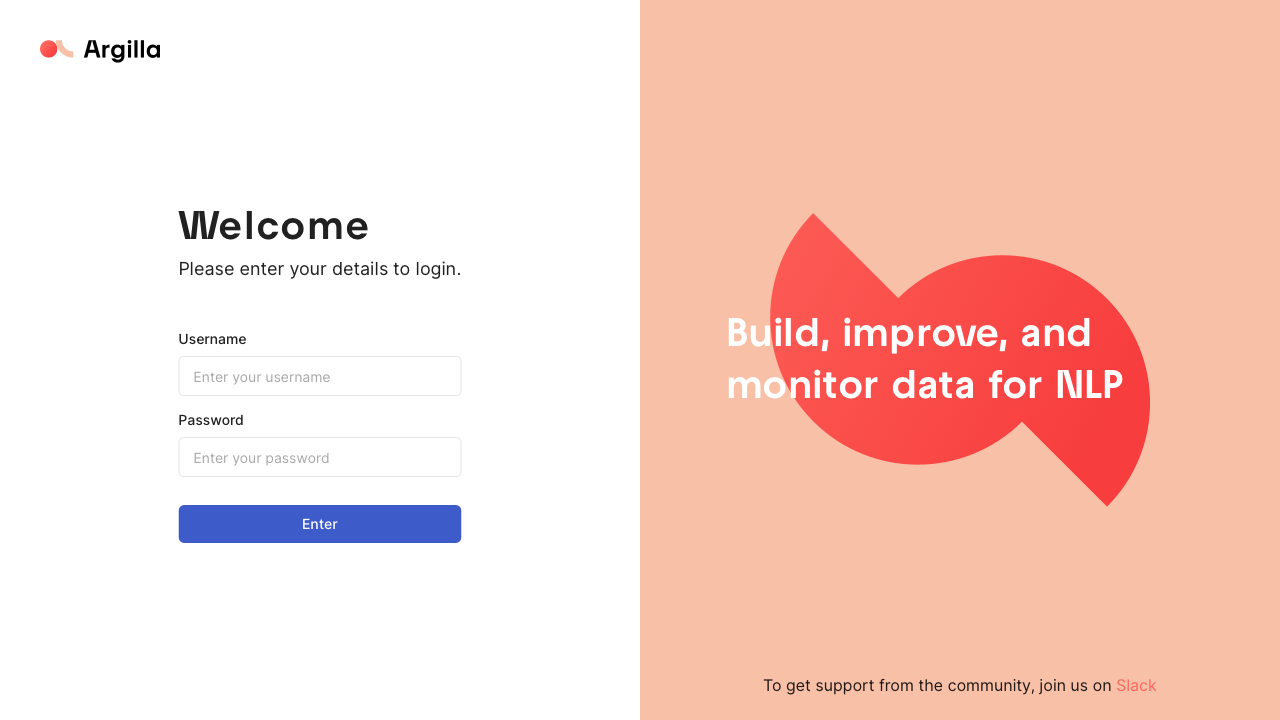 Argilla
Welcome
Please enter your details to login.
Username
Enter your username
Password
Enter your password
Enter
Build, improve, and
monitor data for NLP
To get support from the community, join us on Slack